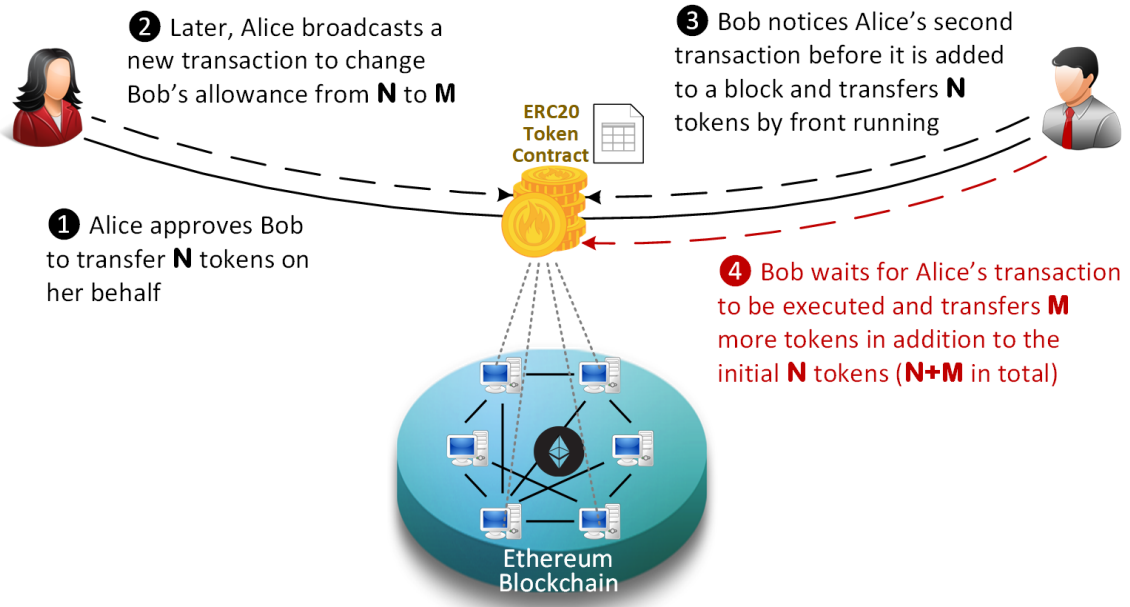 ❷ Later, Alice broadcasts a
new transaction to change
Bob’s allowance from N to M
❸ Bob notices Alice’s second
transaction before it is added
to a block and transfers N
tokens by front running
ERC20
Token
Contract
❶ Alice approves Bob
to transfer N tokens on
her behalf
❹ Bob waits for Alice’s transaction
to be executed and transfers M
more tokens in addition to the
initial N tokens (N+M in total)
Ethereum
Blockchain